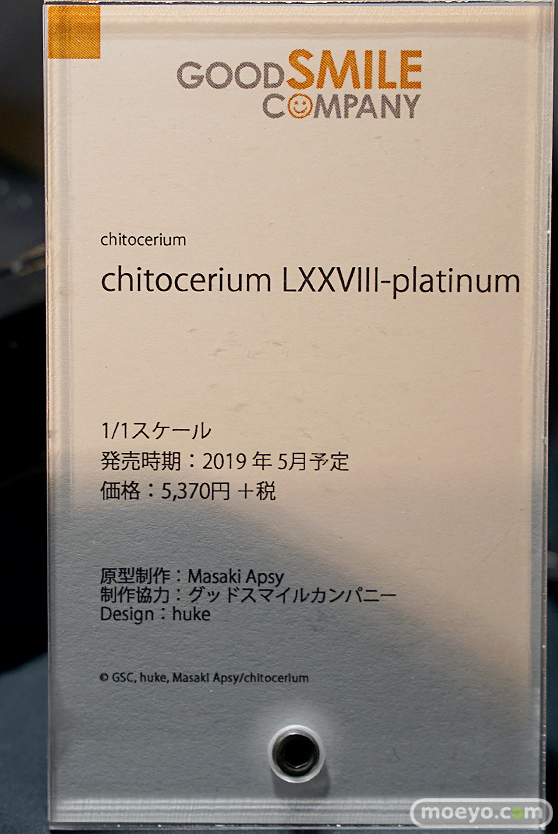 GOODSMILE
COMPANY
chitocerium
chitocerium LXXVIII-platinum
1/1スケール
発売時期：2019 年 5月予定
価格：5,370円 ＋税
原型制作：Masaki Apsy
制作協力：グッドスマイルカンパニー
Design：huke
© GSC, huke, Masaki Apsy/chitocerium
moeyo.com